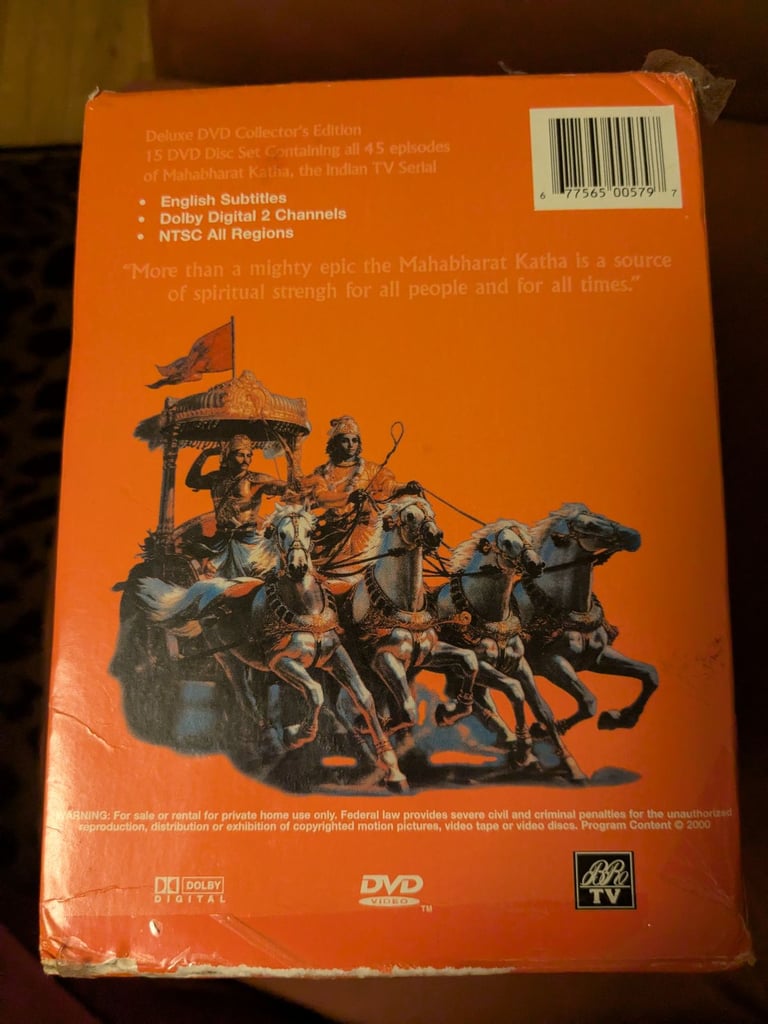 Deluxe DVD Collector's Edition
15 DVD Disc Set Containing all 45 episodes
of Mahabharat Katha, the Indian TV Serial
• English Subtitles
• Dolby Digital 2 Channels
• NTSC All Regions
6 77565 00579 7
"More than a mighty epic the Mahabharat Katha is a source
of spiritual strengh for all people and for all times."
WARNING: For sale or rental for private home use only. Federal law provides severe civil and criminal penalties for the unauthorized
reproduction, distribution or exhibition of copyrighted motion pictures, video tape or video discs. Program Content © 2000
DOLBY
DIGITAL
DVD
VIDEO
TM
BR
TV